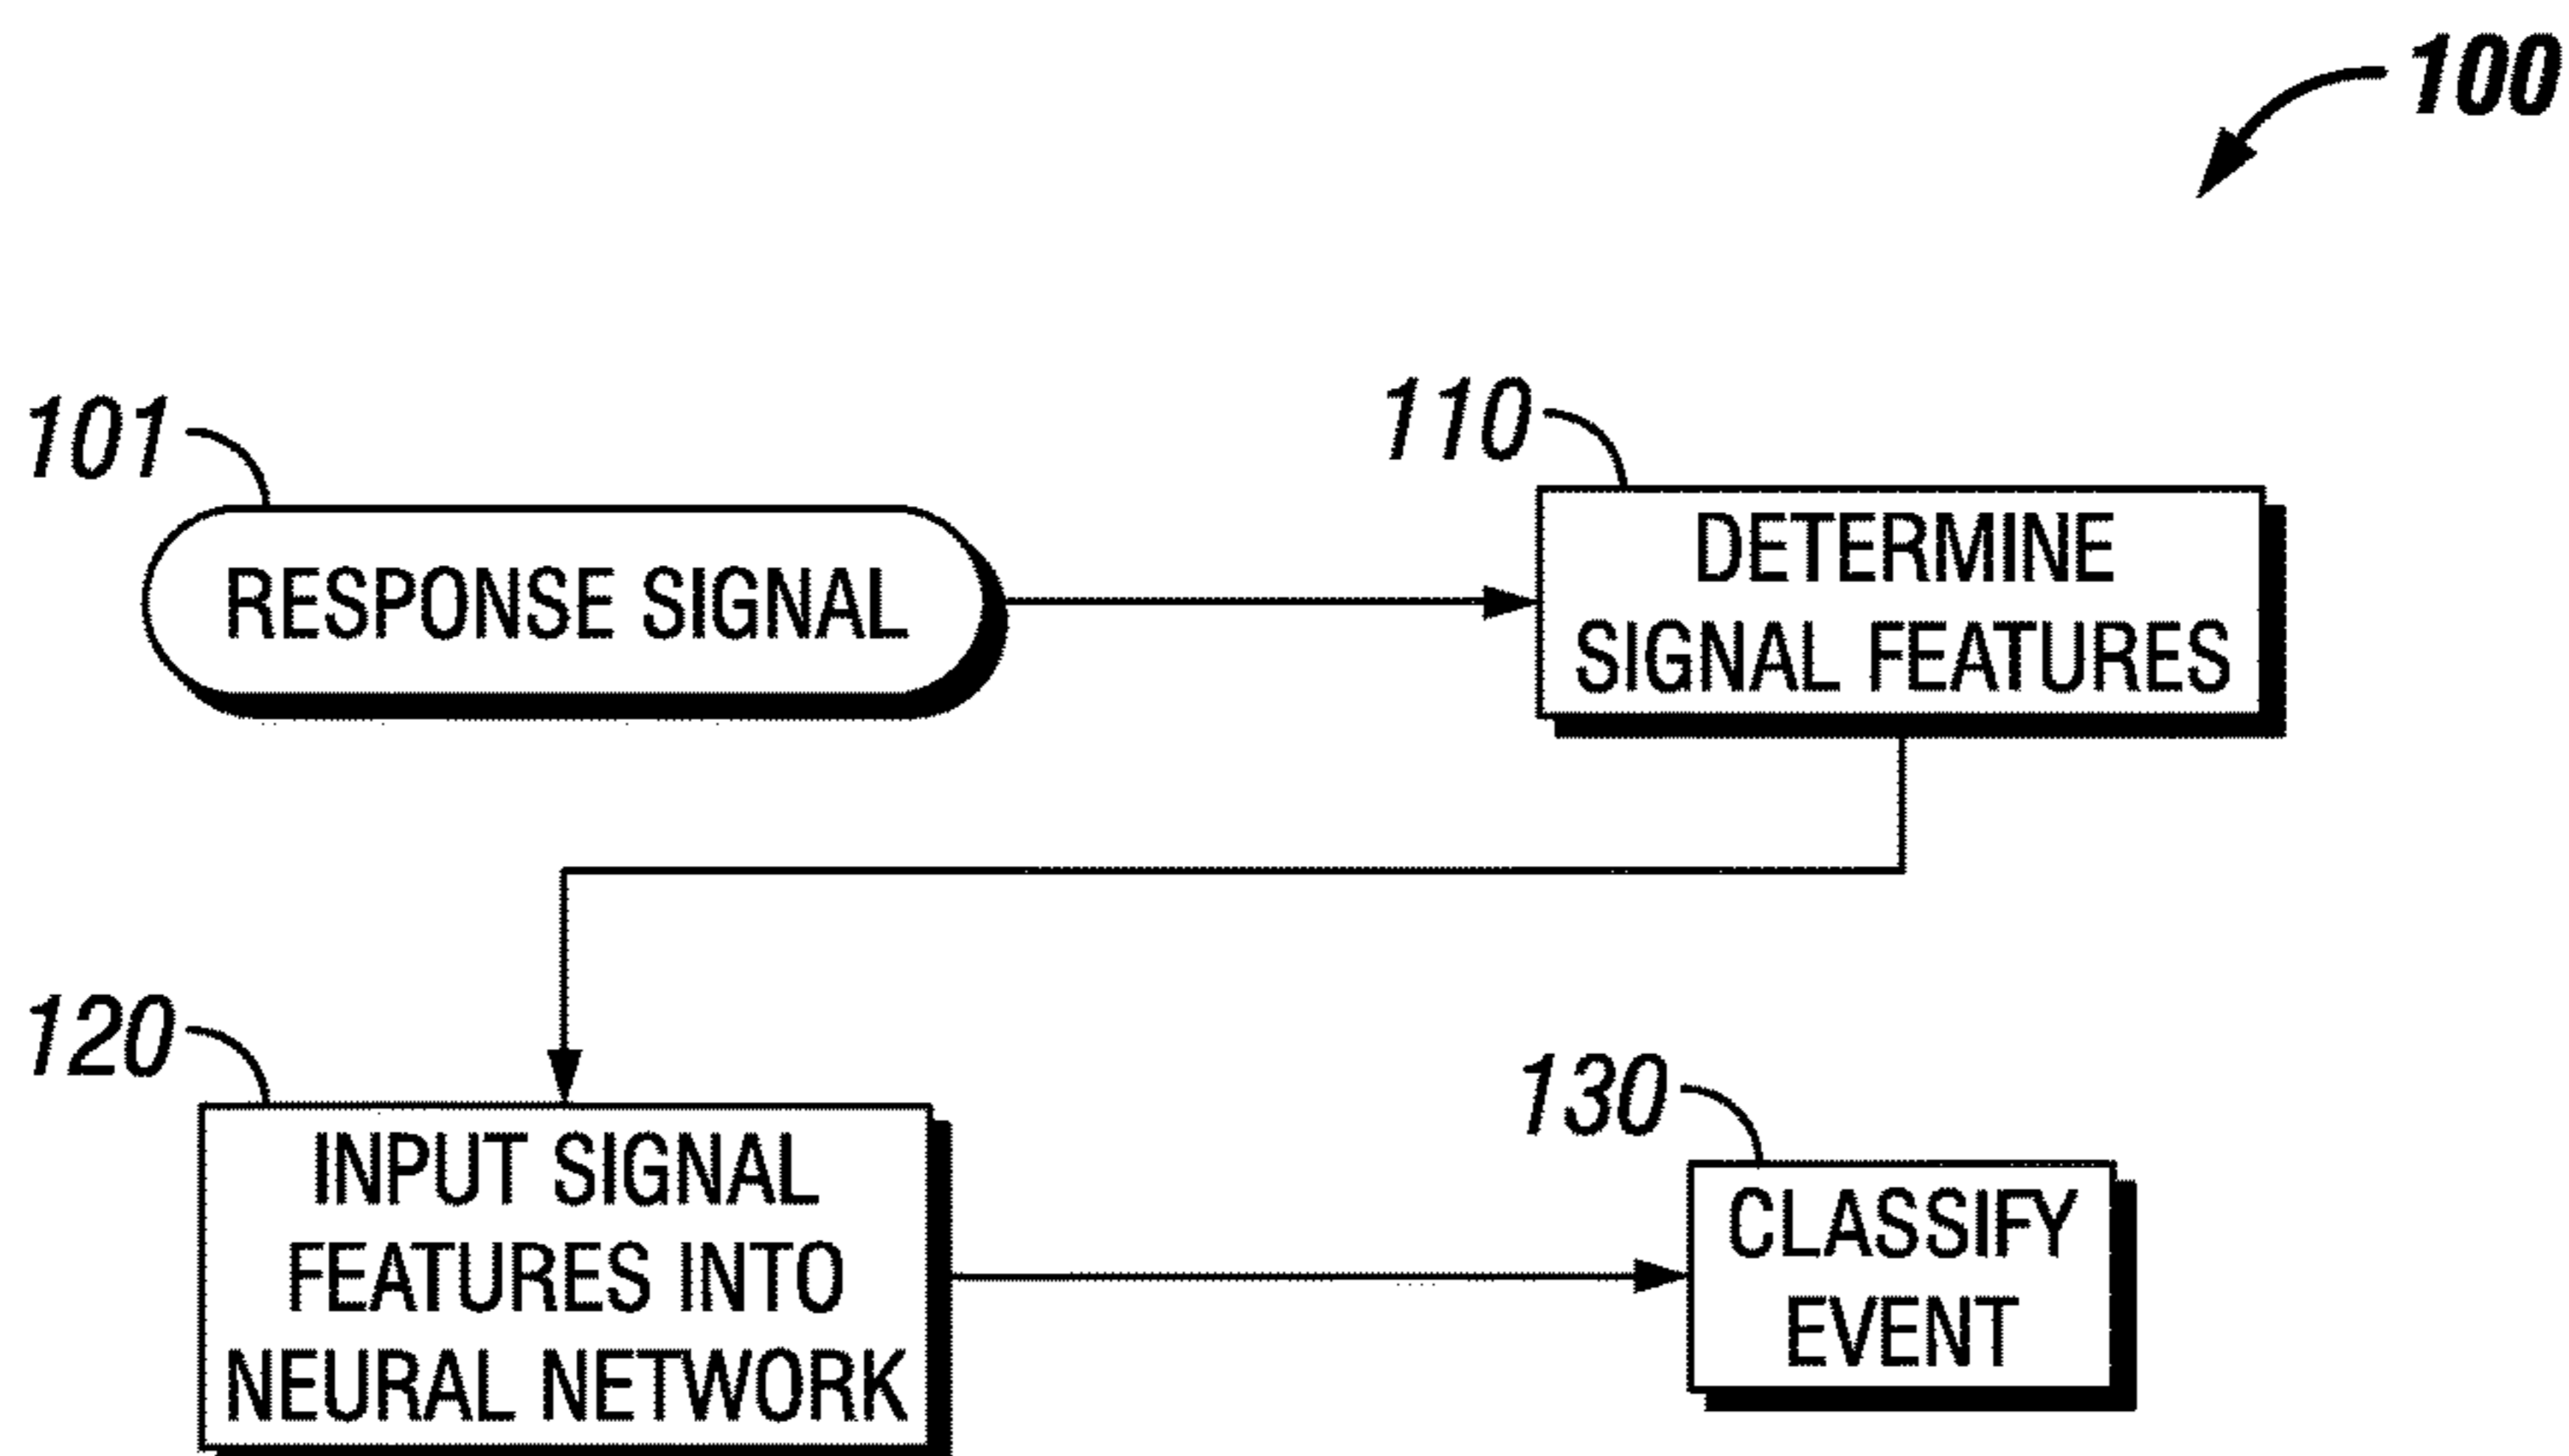 100
101
RESPONSE SIGNAL
110
DETERMINE
SIGNAL FEATURES
120
INPUT SIGNAL
FEATURES INTO
NEURAL NETWORK
130
CLASSIFY
EVENT